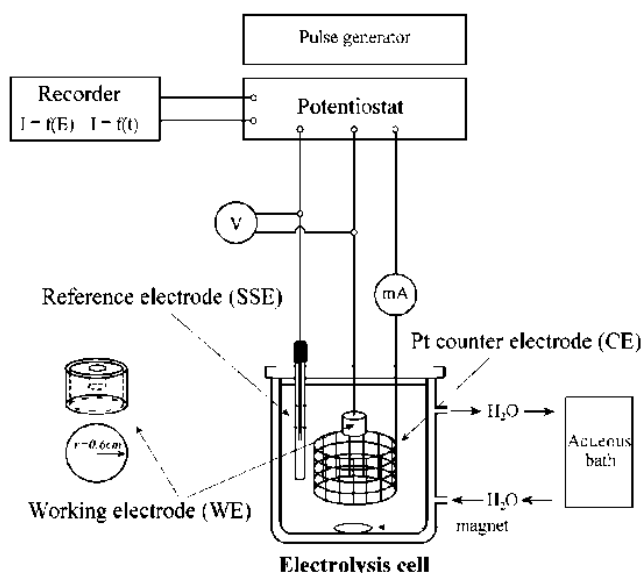 Pulse generator
Recorder
I = f(E)   I = f(t)
Potentiostat
V
mA
Reference electrode (SSE)
Pt counter electrode (CE)
r=0.6cm
H₂O
Aqueous
bath
H₂O
Working electrode (WE)
magnet
Electrolysis cell